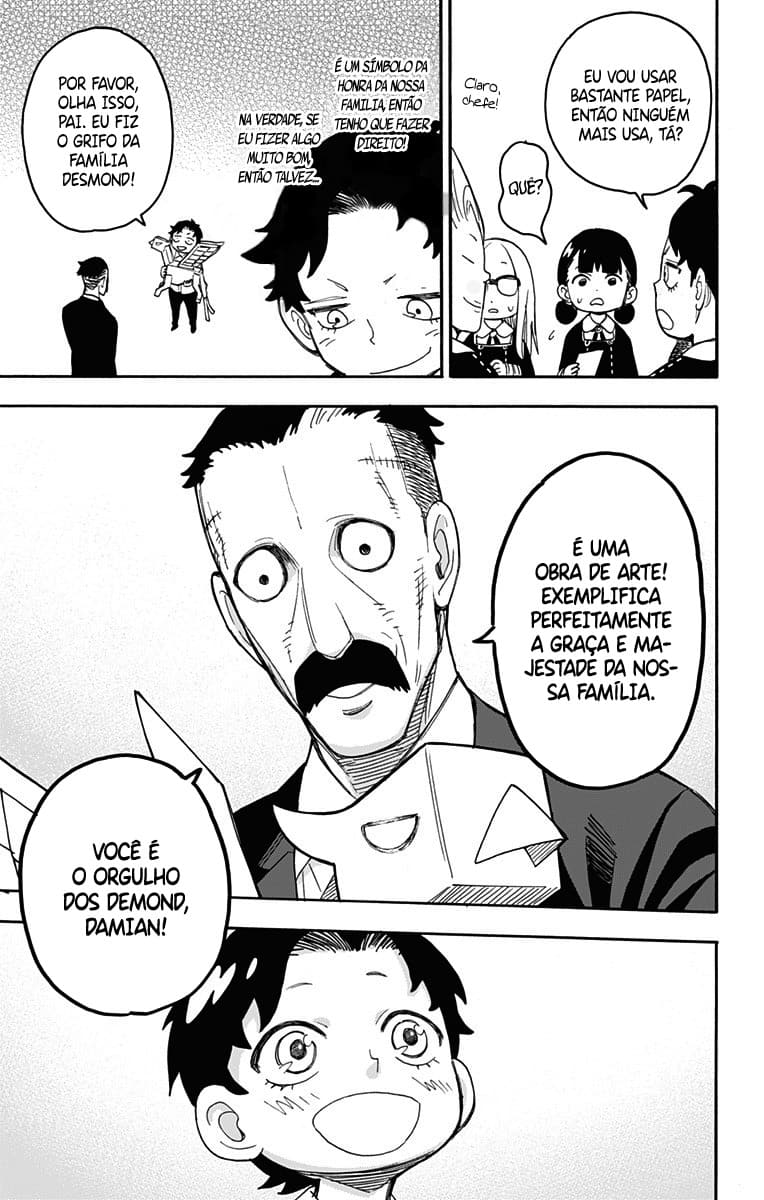 EU VOU USAR
BASTANTE PAPEL,
ENTÃO NINGUÉM
MAIS USA, TÁ?
Claro,
chefe!
QUÊ?
É UM SÍMBOLO DA
HONRA DA NOSSA
FAMILIA, ENTÃO
TENHO QUE FAZER
DIREITO!
NA VERDADE, SE
EU FIZER ALGO
MUITO BOM,
ENTÃO TALVEZ...
POR FAVOR,
OLHA ISSO,
PAI. EU FIZ
O GRIFO DA
FAMÍLIA
DESMOND!
É UMA
OBRA DE ARTE!
EXEMPLIFICA
PERFEITAMENTE
A GRAÇA E MA-
JESTADE DA NOS-
SA FAMÍLIA.
VOCÊ É
O ORGULHO
DOS DEMOND,
DAMIAN!